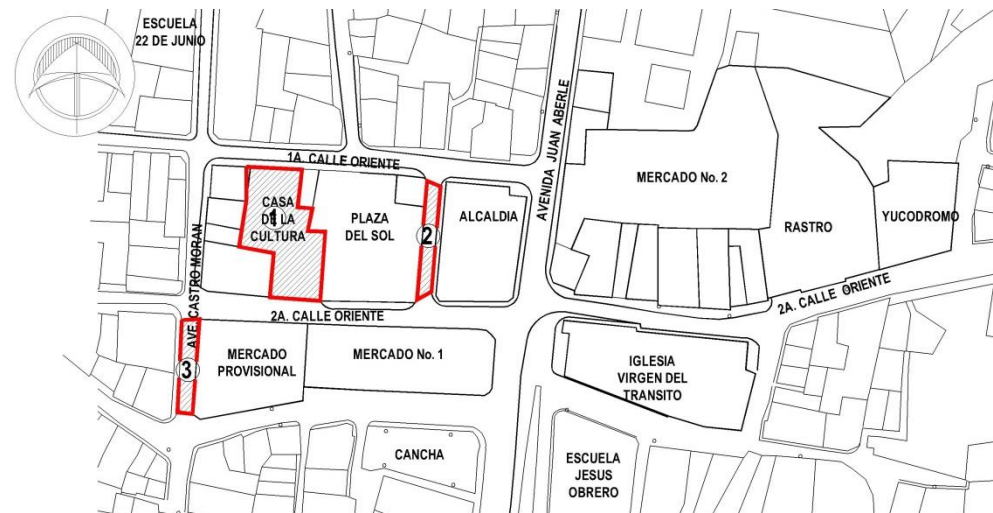 ESCUELA
22 DE JUNIO
1A. CALLE ORIENTE
AVENIDA JUAN ABERLE
MERCADO No. 2
CASA
DE LA
CULTURA
1
PLAZA
DEL SOL
2
ALCALDIA
RASTRO
YUCODROMO
AVE. CASTRO MORAN
2A. CALLE ORIENTE
2A. CALLE ORIENTE
3
MERCADO
PROVISIONAL
MERCADO No. 1
IGLESIA
VIRGEN DEL
TRANSITO
CANCHA
ESCUELA
JESUS
OBRERO